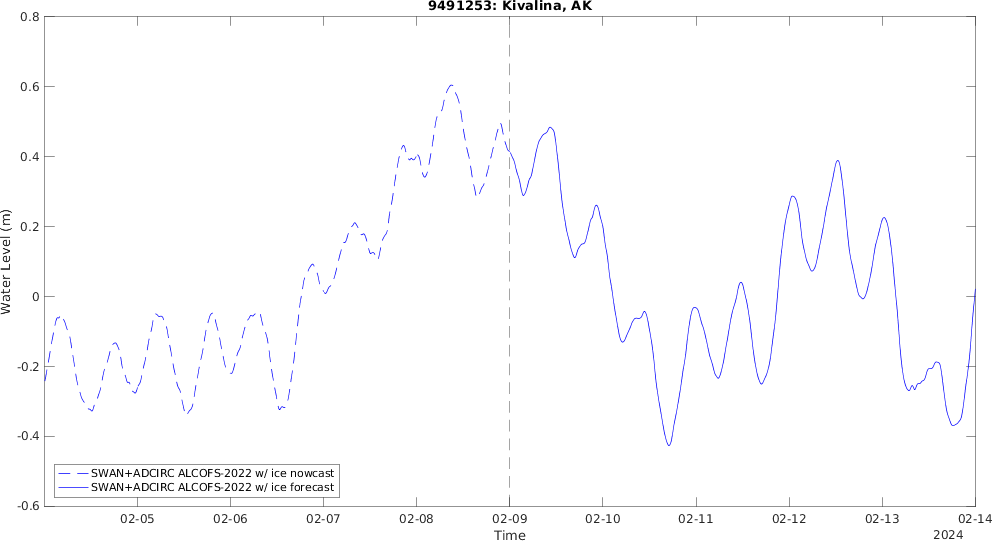 9491253: Kivalina, AK
0.8
0.6
0.4
0.2
0
-0.2
-0.4
-0.6
Water Level (m)
SWAN+ADCIRC ALCOFS-2022 w/ ice nowcast
SWAN+ADCIRC ALCOFS-2022 w/ ice forecast
02-05 02-06 02-07 02-08 02-09 02-10 02-11 02-12 02-13 02-14
Time
2024